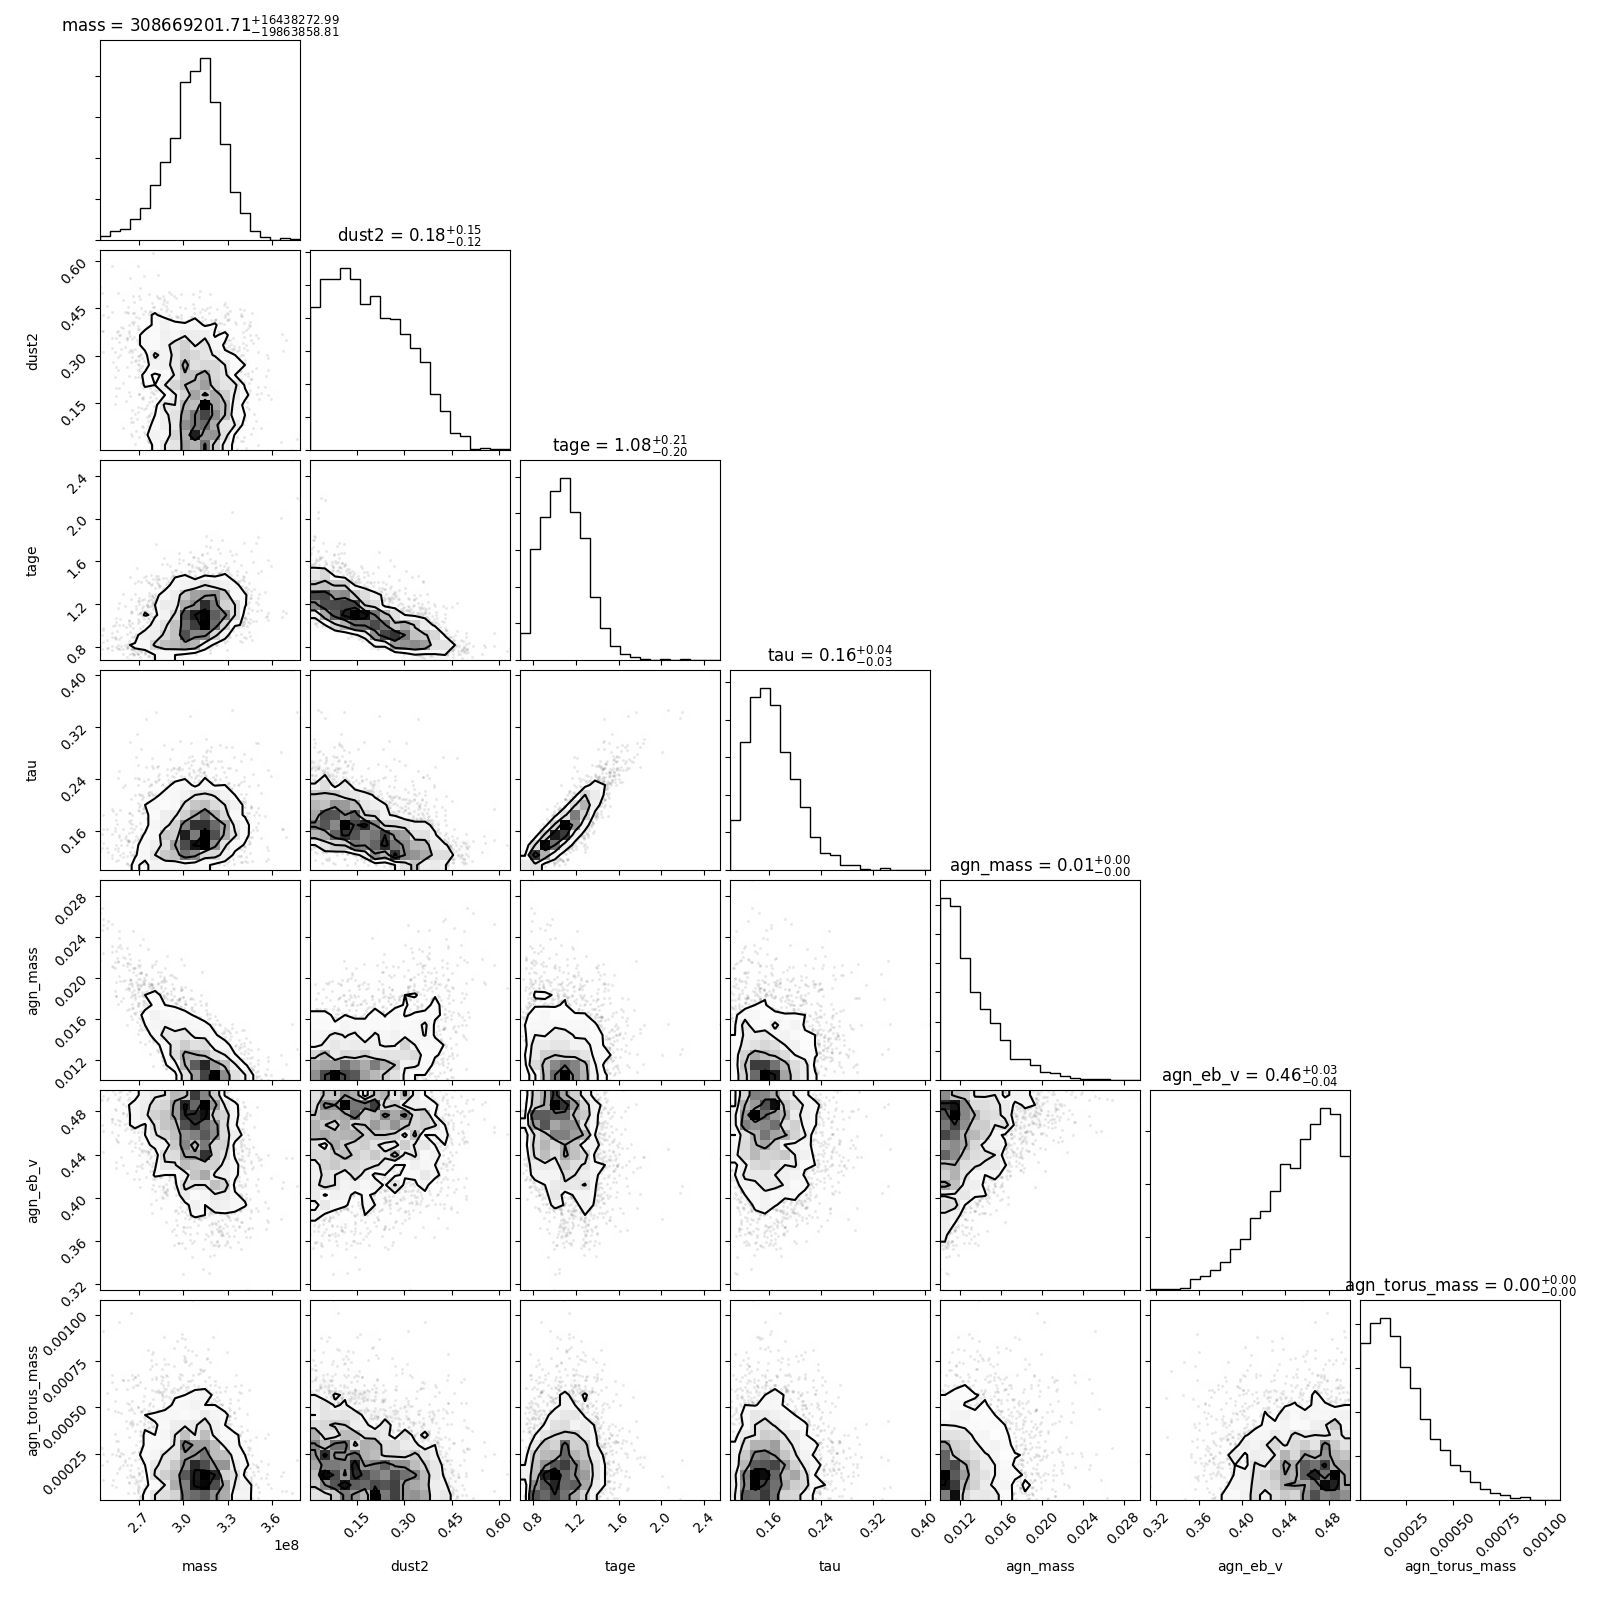 mass = 308669201.71 +16438272.99 −19863858.81
dust2 = 0.18 +0.15 −0.12
0.60
0.45
0.30
0.15
dust2
tage = 1.08 +0.21 −0.20
2.4
2.0
1.6
1.2
0.8
tage
tau = 0.16 +0.04 −0.03
0.40
0.32
0.24
0.16
tau
agn_mass = 0.01 +0.00 −0.00
0.028
0.024
0.020
0.016
0.012
agn_mass
agn_eb_v = 0.46 +0.03 −0.04
0.48
0.44
0.40
0.36
0.32
agn_eb_v
agn_torus_mass = 0.00 +0.00 −0.00
0.00100
0.00075
0.00050
0.00025
agn_torus_mass
2.7 3.0 3.3 3.6
1e8
mass
0.15 0.30 0.45 0.60
dust2
0.8 1.2 1.6 2.0 2.4
tage
0.16 0.24 0.32 0.40
tau
0.012 0.016 0.020 0.024 0.028
agn_mass
0.32 0.36 0.40 0.44 0.48
agn_eb_v
0.00025 0.00050 0.00075 0.00100
agn_torus_mass